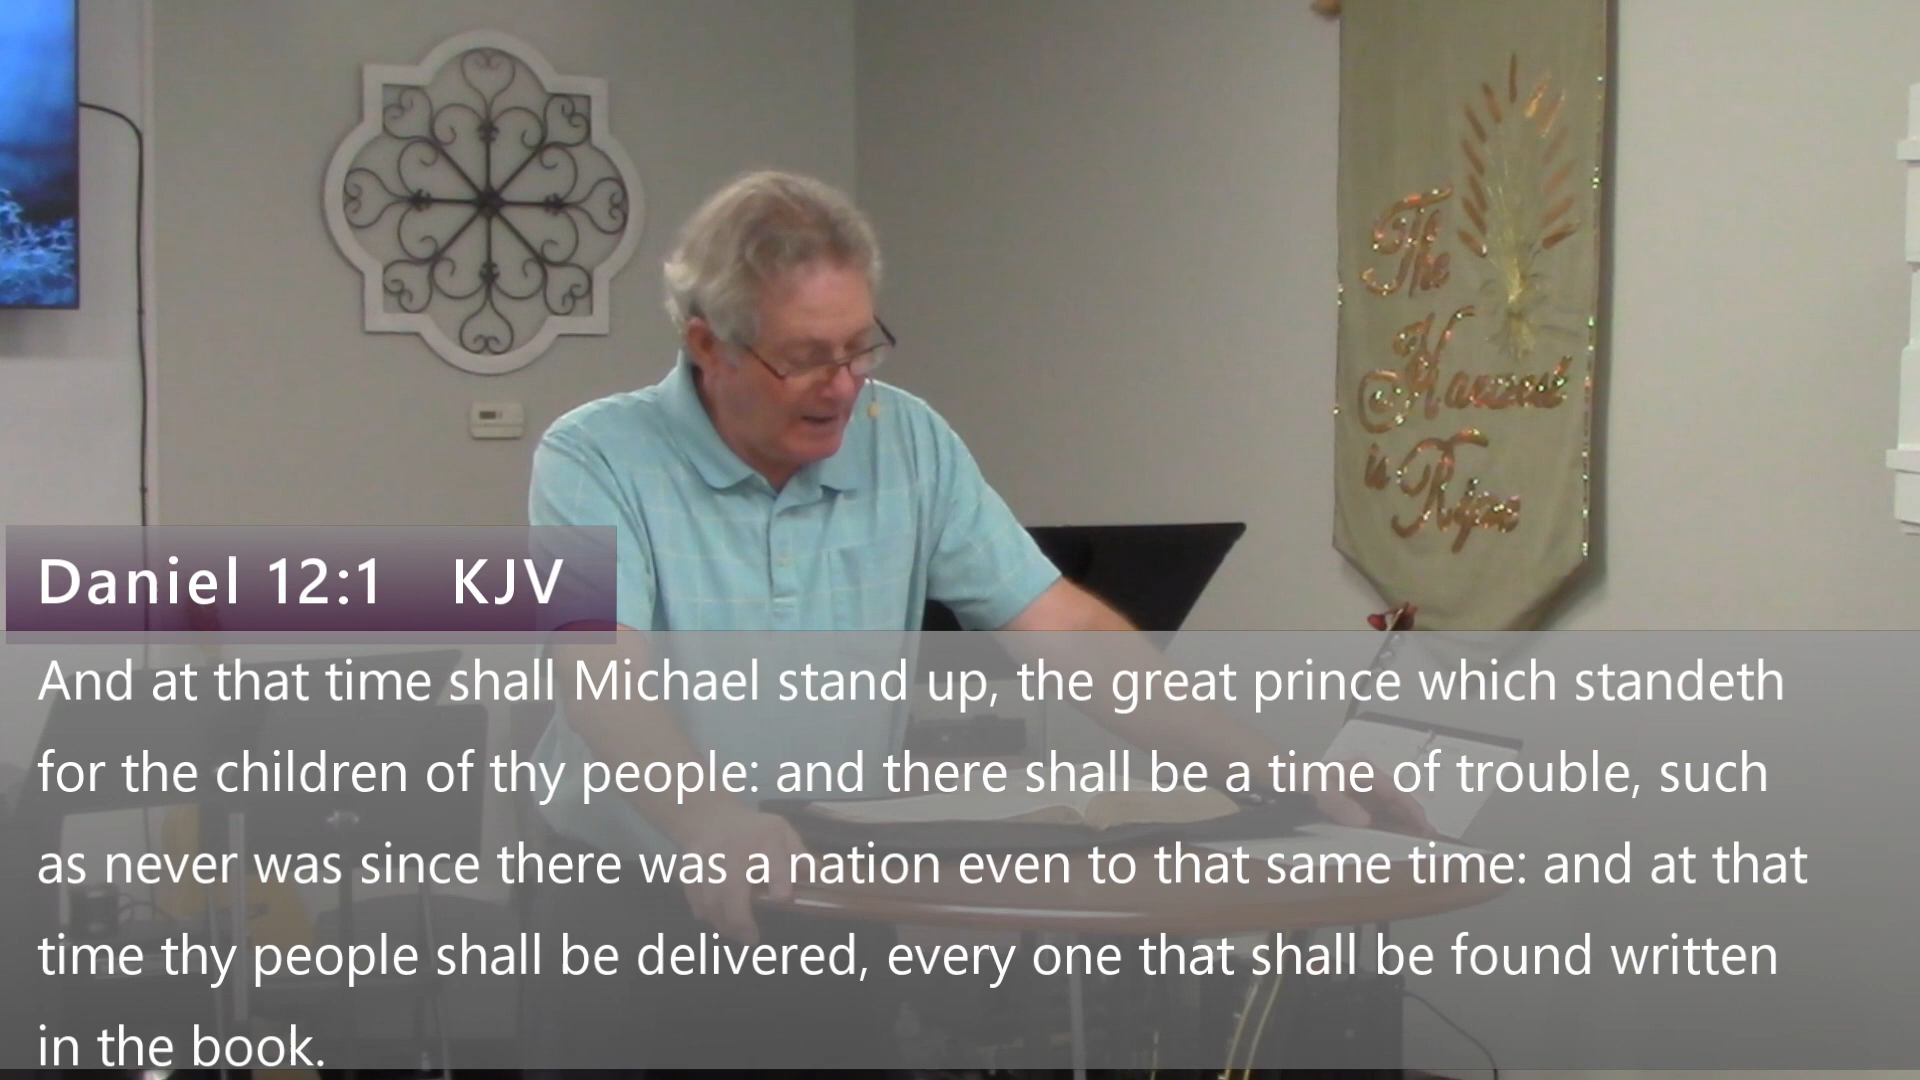 The
Harvest
is Ripe
Daniel 12:1 KJV
And at that time shall Michael stand up, the great prince which standeth
for the children of thy people: and there shall be a time of trouble, such
as never was since there was a nation even to that same time: and at that
time thy people shall be delivered, every one that shall be found written
in the book.